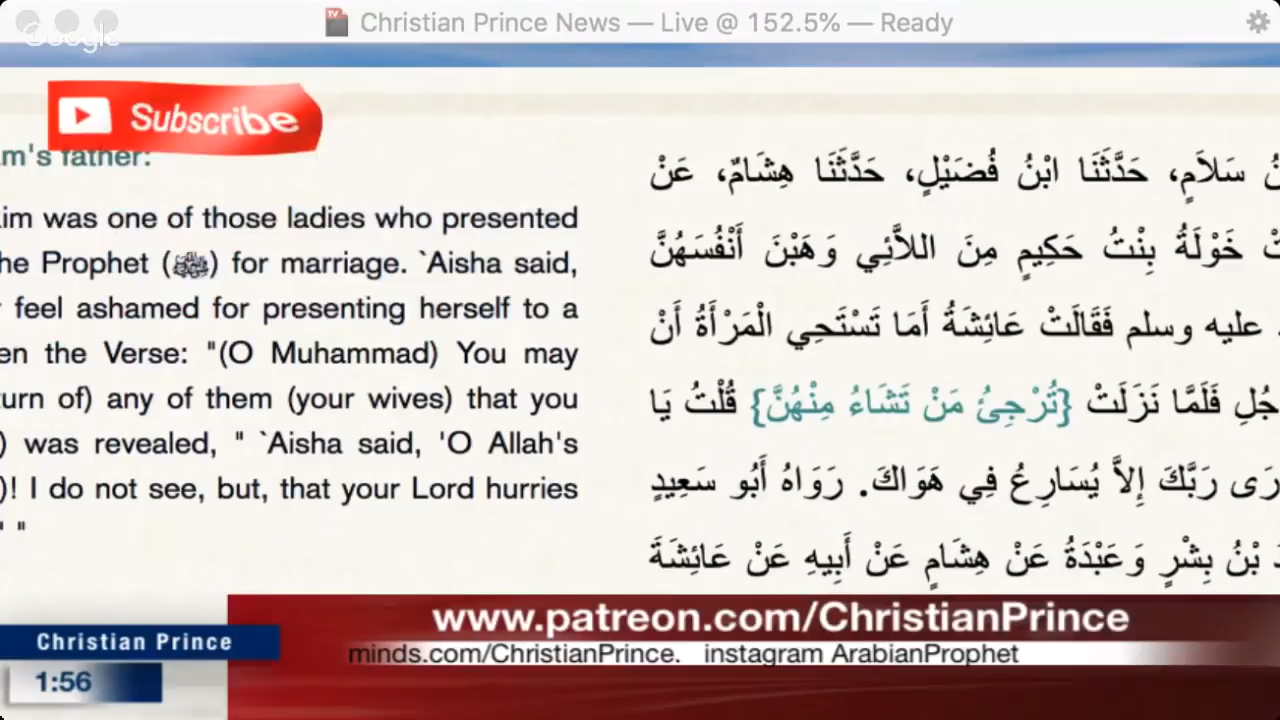 Christian Prince News — Live @ 152.5% — Ready
Google
Subscribe
am's father:
im was one of those ladies who presented
he Prophet (ﷺ) for marriage. `Aisha said,
feel ashamed for presenting herself to a
en the Verse: "(O Muhammad) You may
urn of) any of them (your wives) that you
) was revealed, " `Aisha said, 'O Allah's
)! I do not see, but, that your Lord hurries
' "
سَلاَمٍ، حَدَّثَنَا ابْنُ فُضَيْلٍ، حَدَّثَنَا هِشَامٌ، عَنْ
خَوْلَةُ بِنْتُ حَكِيمٍ مِنَ اللاَّئِي وَهَبْنَ أَنْفُسَهُنَّ
عليه وسلم فَقَالَتْ عَائِشَةُ أَمَا تَسْتَحِي الْمَرْأَةُ أَنْ
جُلِ فَلَمَّا نَزَلَتْ {تُرْجِئُ مَنْ تَشَاءُ مِنْهُنَّ} قُلْتُ يَا
رَى رَبَّكَ إِلاَّ يُسَارِعُ فِي هَوَاكَ. رَوَاهُ أَبُو سَعِيدٍ
بْنُ بِشْرٍ وَعَبْدَةُ عَنْ هِشَامٍ عَنْ أَبِيهِ عَنْ عَائِشَةَ
www.patreon.com/ChristianPrince
Christian Prince
minds.com/ChristianPrince. instagram ArabianProphet
1:56